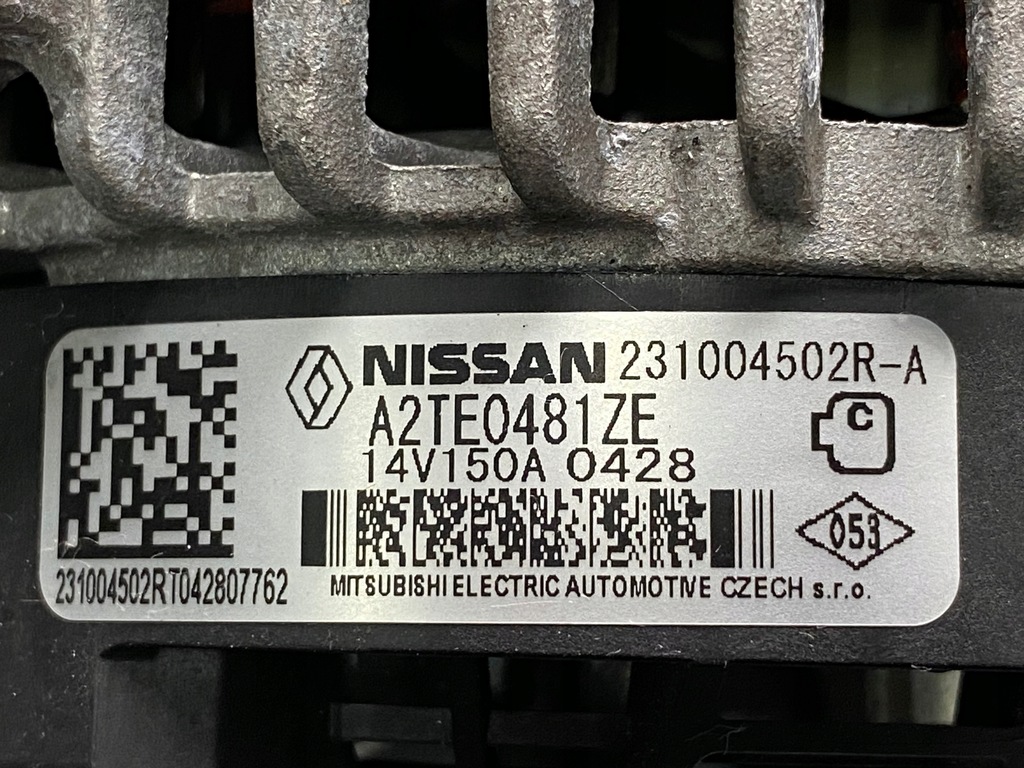 NISSAN 231004502R-A
A2TE0481ZE
C
14V150A 0428
053
231004502RT042807762
MITSUBISHI ELECTRIC AUTOMOTIVE CZECH s.r.o.